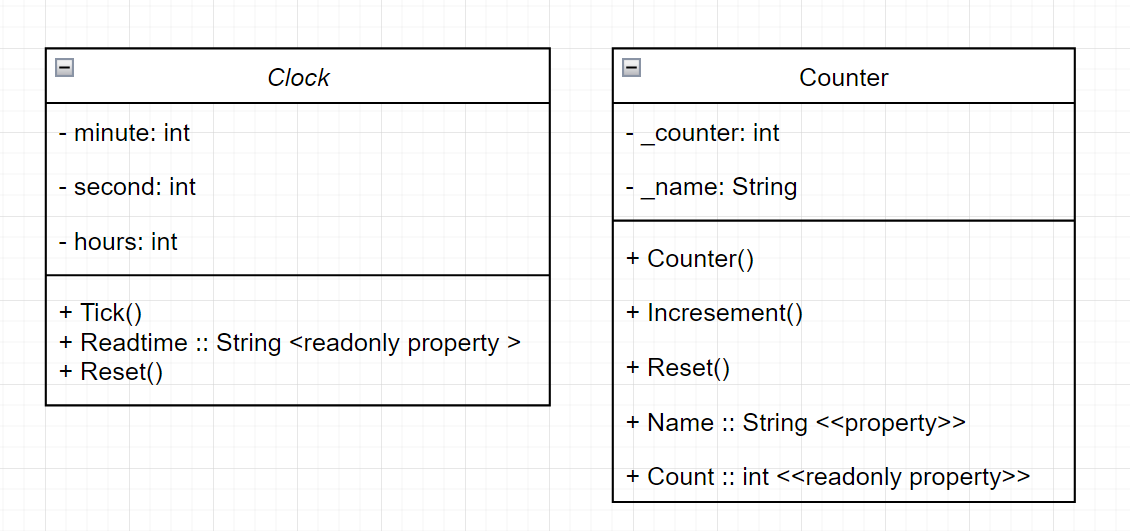 Clock
- minute: int
- second: int
- hours: int
+ Tick()
+ Readtime :: String <readonly property >
+ Reset()
Counter
- _counter: int
- _name: String
+ Counter()
+ Incresement()
+ Reset()
+ Name :: String <<property>>
+ Count :: int <<readonly property>>